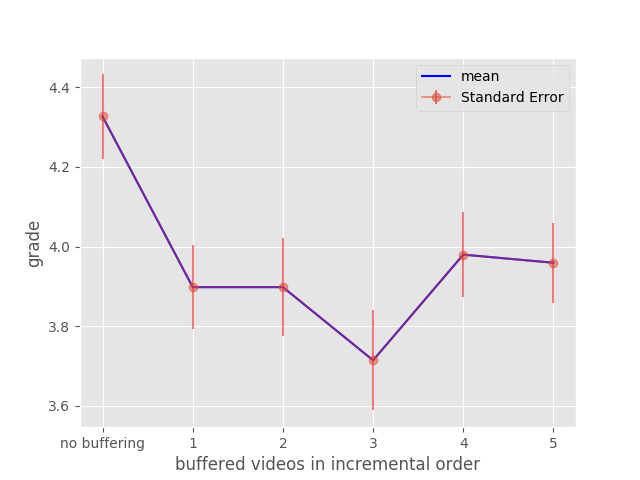 mean
Standard Error
4.4
4.2
4.0
3.8
3.6
grade
no buffering 1 2 3 4 5
buffered videos in incremental order